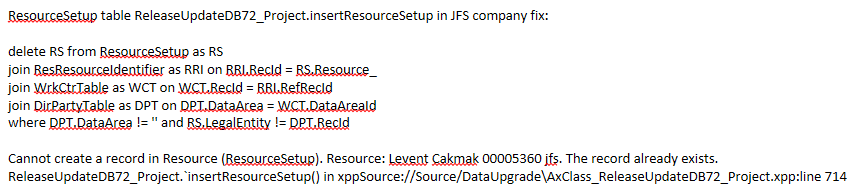 ResourceSetup table ReleaseUpdateDB72_Project.insertResourceSetup in JFS company fix:
delete RS from ResourceSetup as RS
join ResResourceIdentifier as RRI on RRI.RecId = RS.Resource_
join WrkCtrTable as WCT on WCT.RecId = RRI.RefRecId
join DirPartyTable as DPT on DPT.DataArea = WCT.DataAreaId
where DPT.DataArea != '' and RS.LegalEntity != DPT.RecId
Cannot create a record in Resource (ResourceSetup). Resource: Levent Cakmak 00005360 jfs. The record already exists.
ReleaseUpdateDB72_Project.`insertResourceSetup() in xppSource://Source/DataUpgrade\AxClass_ReleaseUpdateDB72_Project.xpp:line 714